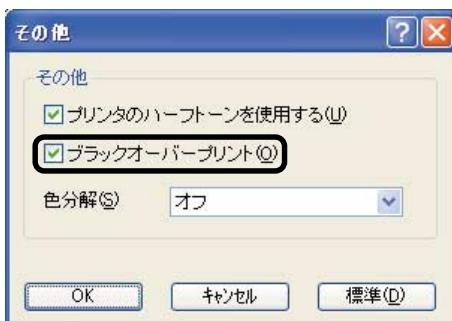 その他
その他
プリンタのハーフトーンを使用する(U)
ブラックオーバープリント(O)
色分解(S) オフ
OK キャンセル 標準(D)